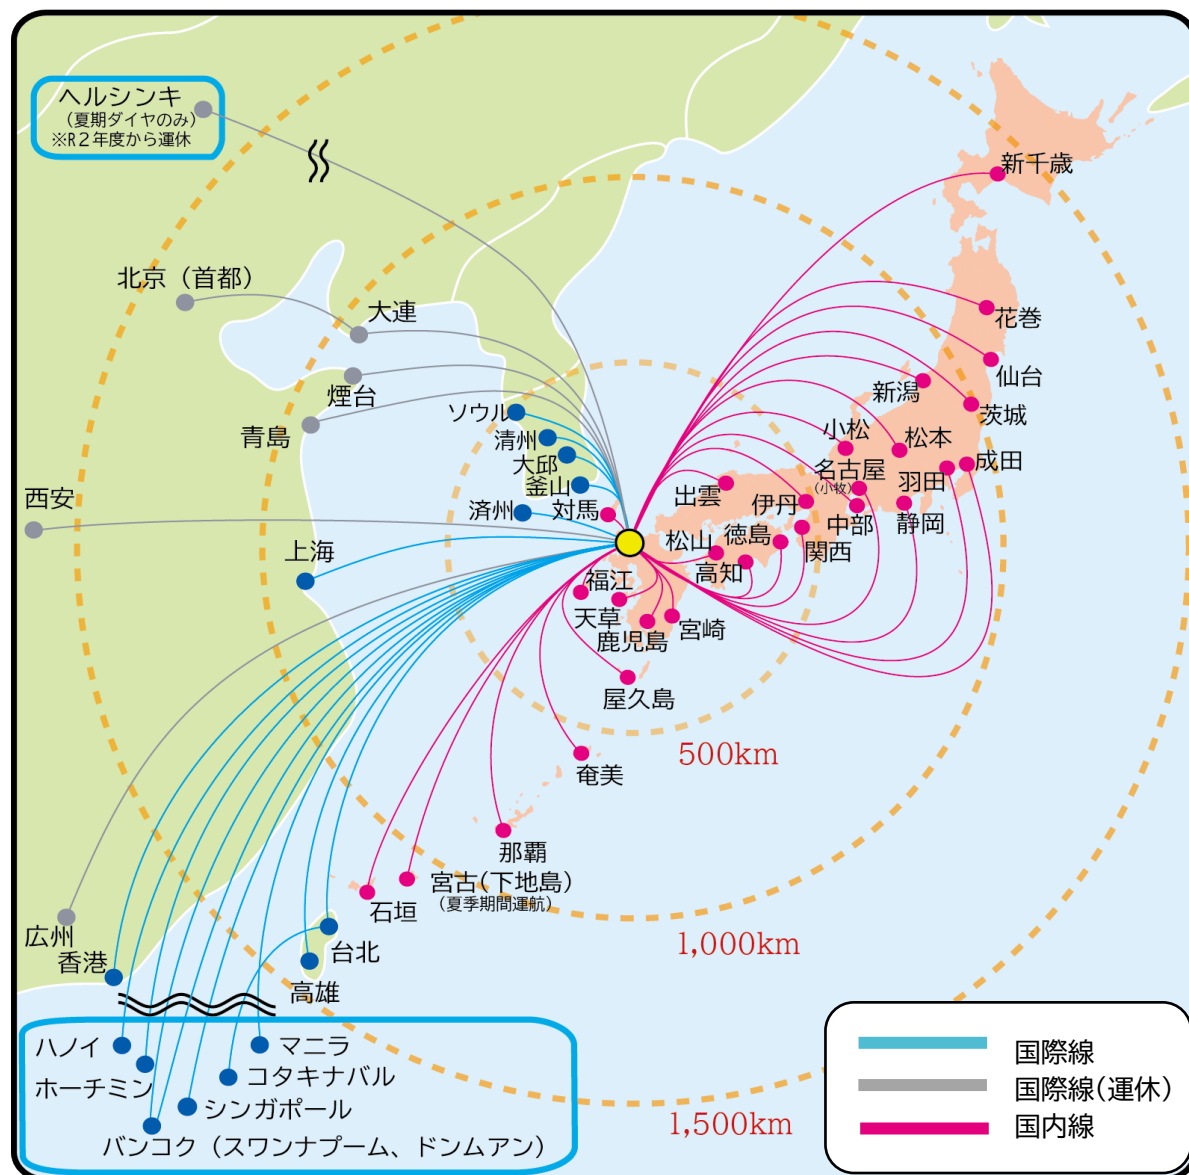 ヘルシンキ
（夏期ダイヤのみ）
※R２年度から運休
新千歳
北京（首都）
大連
花巻
煙台
仙台
新潟
茨城
ソウル
青島
清州
小松
松本
大邱
成田
名古屋
（小牧）
羽田
釜山
出雲
伊丹
西安
済州
対馬
中部
静岡
松山
徳島
関西
上海
高知
福江
天草
鹿児島
宮崎
屋久島
500km
奄美
那覇
宮古（下地島）
（夏季期間運航）
石垣
広州
1,000km
台北
香港
高雄
ハノイ
マニラ
国際線
コタキナバル
ホーチミン
国際線（運休）
シンガポール
1,500km
国内線
バンコク（スワンナプーム、ドンムアン）